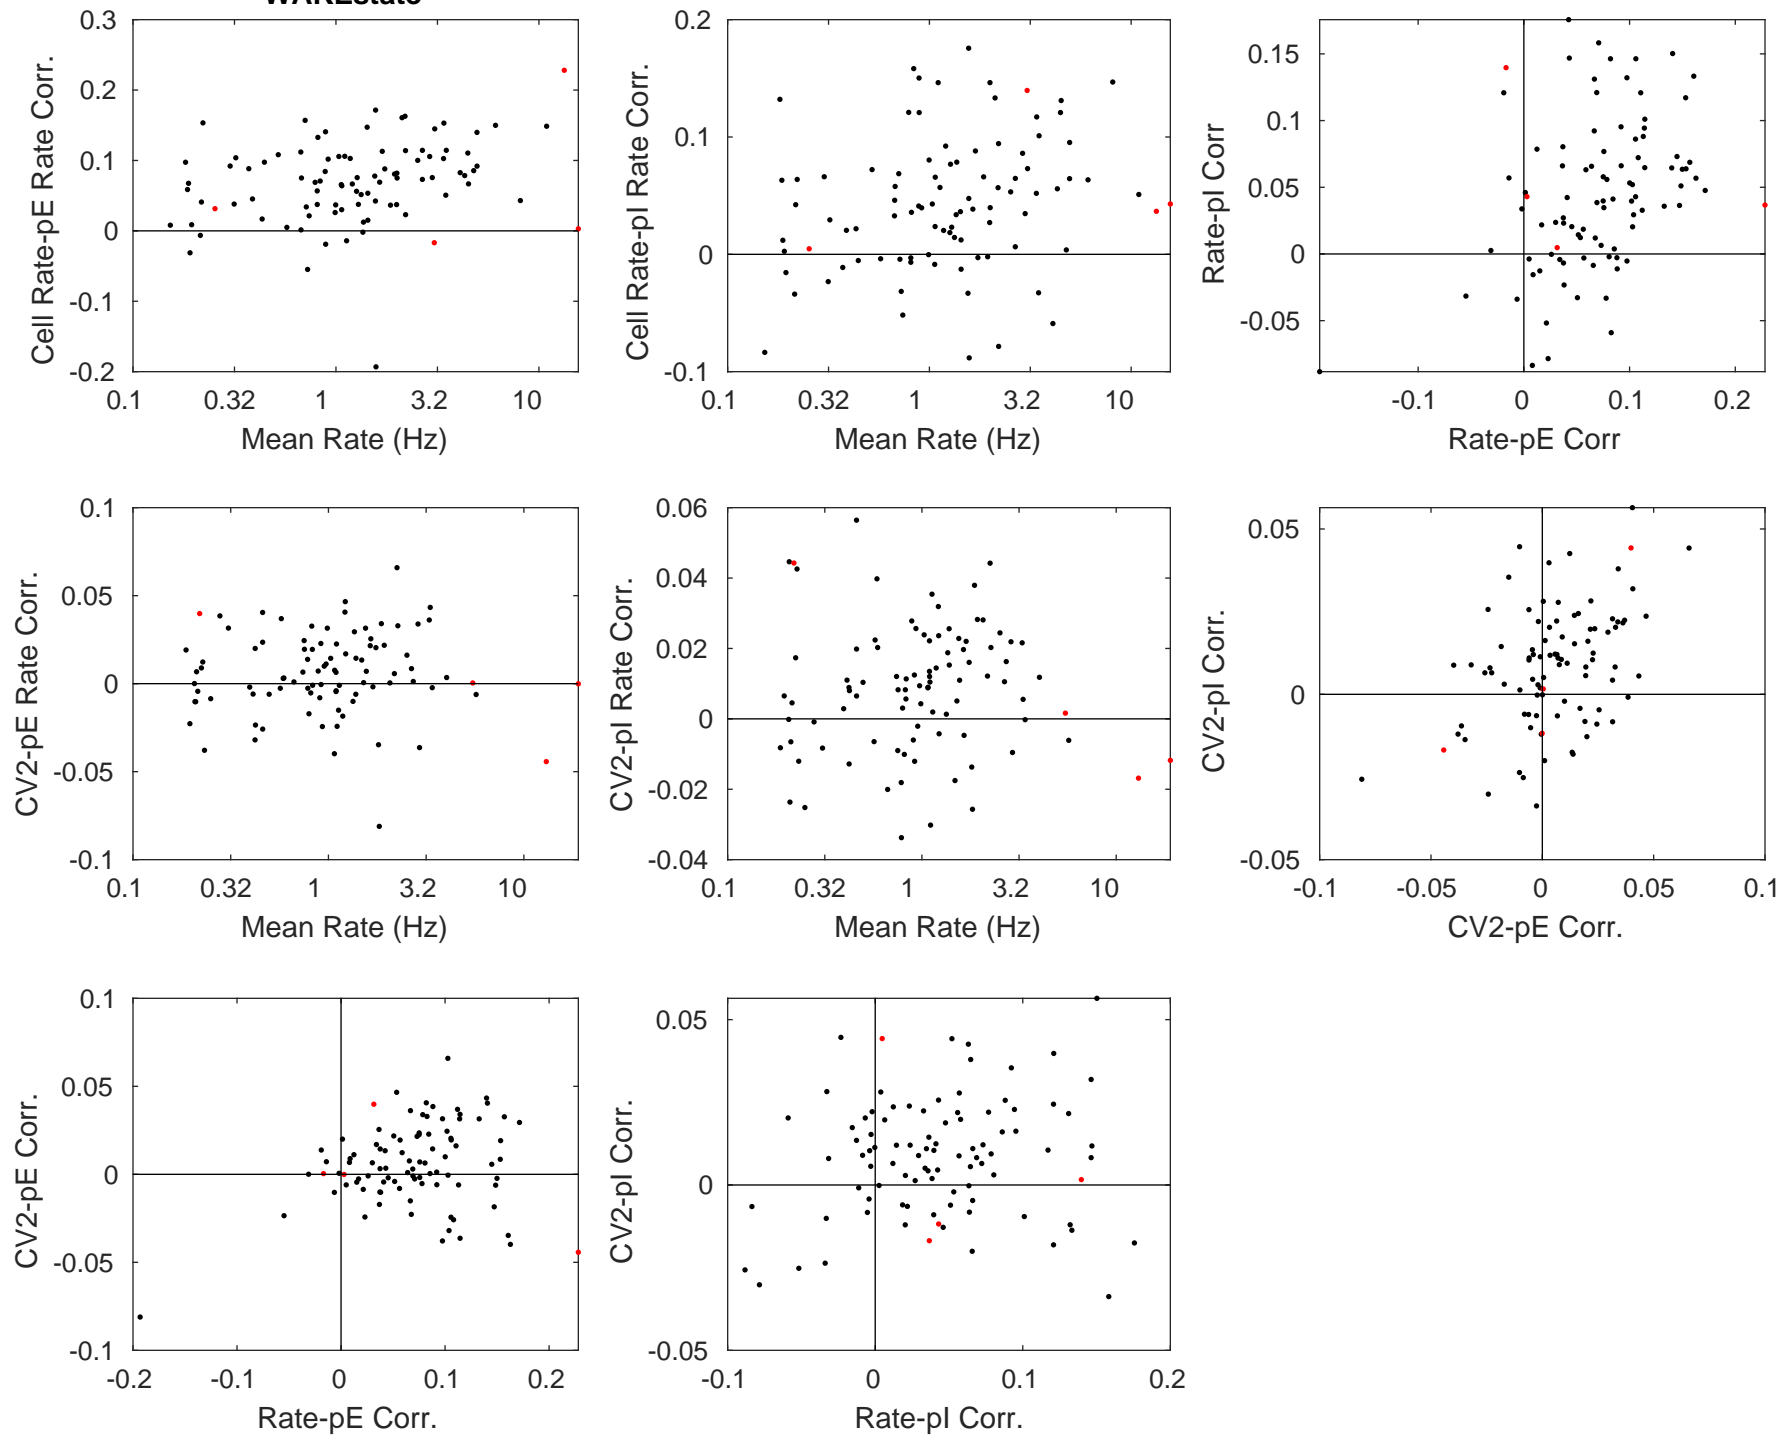 WAKEstate
0.3
0.2
0.1
0
-0.1
-0.2
Cell Rate-pE Rate Corr.
0.1 0.32 1 3.2 10
Mean Rate (Hz)
0.2
0.1
0
-0.1
Cell Rate-pI Rate Corr.
0.1 0.32 1 3.2 10
Mean Rate (Hz)
0.15
0.1
0.05
0
-0.05
Rate-pI Corr
-0.1 0 0.1 0.2
Rate-pE Corr
0.1
0.05
0
-0.05
-0.1
CV2-pE Rate Corr.
0.1 0.32 1 3.2 10
Mean Rate (Hz)
0.06
0.04
0.02
0
-0.02
-0.04
CV2-pI Rate Corr.
0.1 0.32 1 3.2 10
Mean Rate (Hz)
0.05
0
-0.05
CV2-pI Corr.
-0.1 -0.05 0 0.05 0.1
CV2-pE Corr.
0.1
0.05
0
-0.05
-0.1
CV2-pE Corr.
-0.2 -0.1 0 0.1 0.2
Rate-pE Corr.
0.05
0
-0.05
CV2-pI Corr.
-0.1 0 0.1 0.2
Rate-pI Corr.